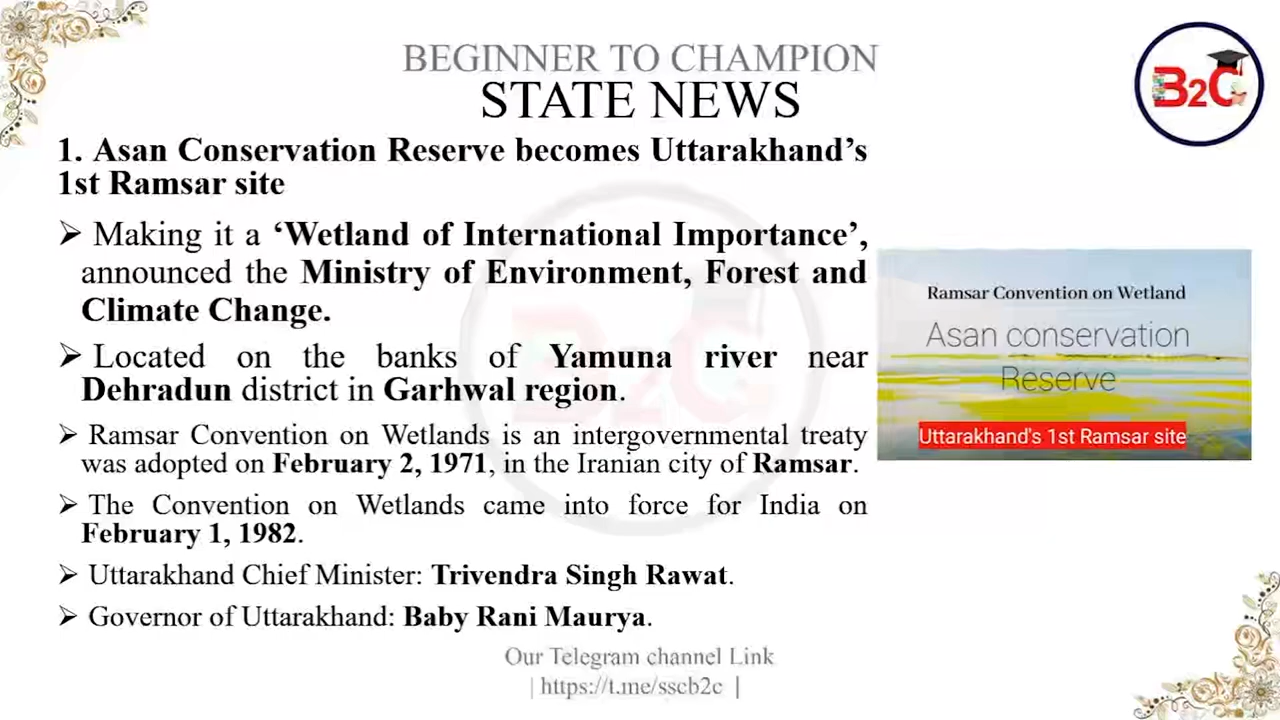 BEGINNER TO CHAMPION
STATE NEWS
B2C
1. Asan Conservation Reserve becomes Uttarakhand’s
1st Ramsar site
➢ Making it a ‘Wetland of International Importance’,
announced the Ministry of Environment, Forest and
Climate Change.
➢ Located on the banks of Yamuna river near
Dehradun district in Garhwal region.
➢ Ramsar Convention on Wetlands is an intergovernmental treaty
was adopted on February 2, 1971, in the Iranian city of Ramsar.
➢ The Convention on Wetlands came into force for India on
February 1, 1982.
➢ Uttarakhand Chief Minister: Trivendra Singh Rawat.
➢ Governor of Uttarakhand: Baby Rani Maurya.
Ramsar Convention on Wetland
Asan conservation
Reserve
Uttarakhand's 1st Ramsar site
B2C
Our Telegram channel Link
| https://t.me/sscb2c |